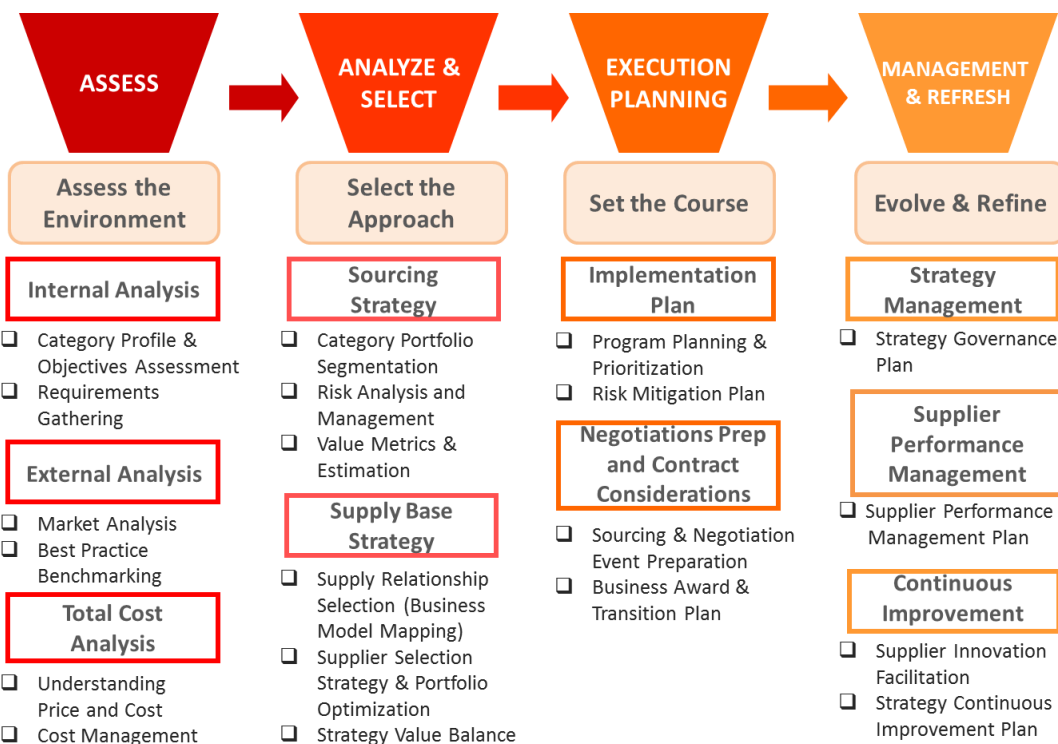 ASSESS
ANALYZE &
SELECT
EXECUTION
PLANNING
MANAGEMENT
& REFRESH
Assess the
Environment
Select the
Approach
Set the Course
Evolve & Refine
Internal Analysis
Category Profile &
Objectives Assessment
Requirements
Gathering
External Analysis
Market Analysis
Best Practice
Benchmarking
Total Cost
Analysis
Understanding
Price and Cost
Cost Management
Sourcing
Strategy
Category Portfolio
Segmentation
Risk Analysis and
Management
Value Metrics &
Estimation
Supply Base
Strategy
Supply Relationship
Selection (Business
Model Mapping)
Supplier Selection
Strategy & Portfolio
Optimization
Strategy Value Balance
Implementation
Plan
Program Planning &
Prioritization
Risk Mitigation Plan
Negotiations Prep
and Contract
Considerations
Sourcing & Negotiation
Event Preparation
Business Award &
Transition Plan
Strategy
Management
Strategy Governance
Plan
Supplier
Performance
Management
Supplier Performance
Management Plan
Continuous
Improvement
Supplier Innovation
Facilitation
Strategy Continuous
Improvement Plan